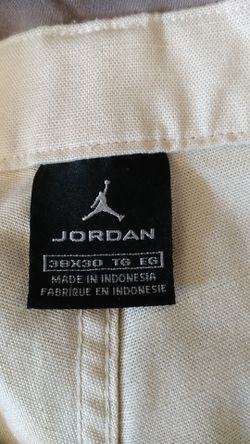 JORDAN
38X30 TG EG
MADE IN INDONESIA
FABRIQUE EN INDONESIE